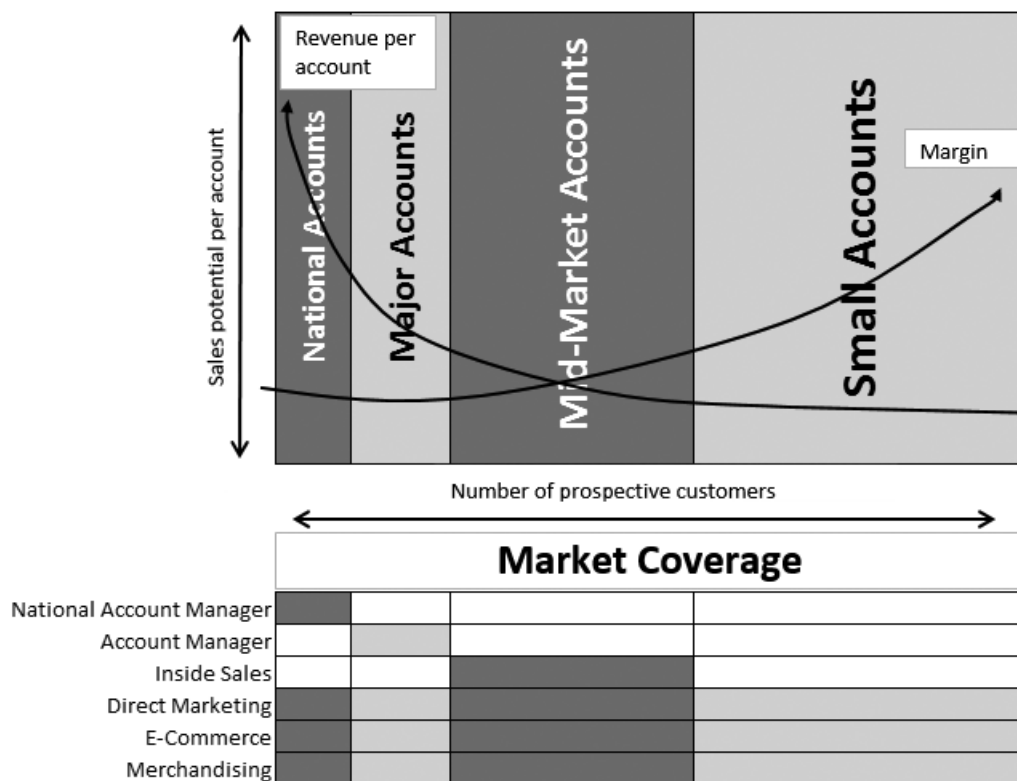 Revenue per
account
Sales potential per account
National Accounts
Major Accounts
Mid-Market Accounts
Small Accounts
Margin
Number of prospective customers
Market Coverage
National Account Manager
Account Manager
Inside Sales
Direct Marketing
E-Commerce
Merchandising